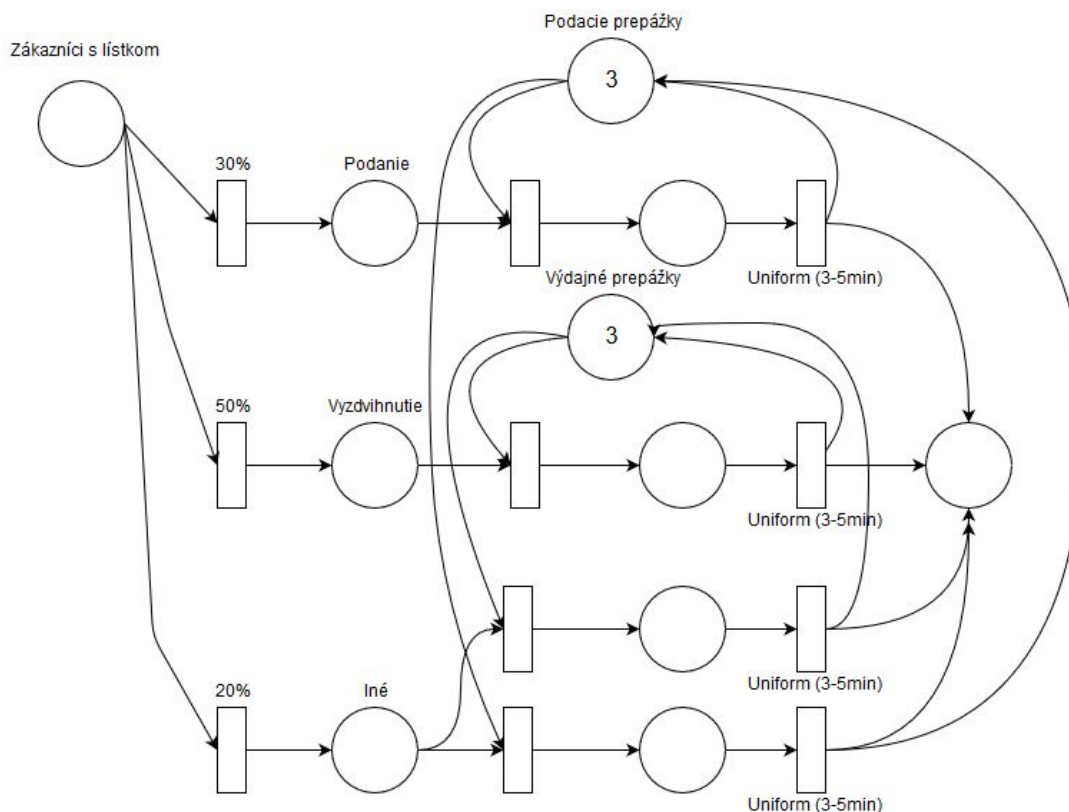 Podacie prepážky
Zákazníci s lístkom
3
30%
Podanie
Uniform (3-5min)
Výdajné prepážky
3
50%
Vyzdvihnutie
Uniform (3-5min)
Uniform (3-5min)
20%
Iné
Uniform (3-5min)